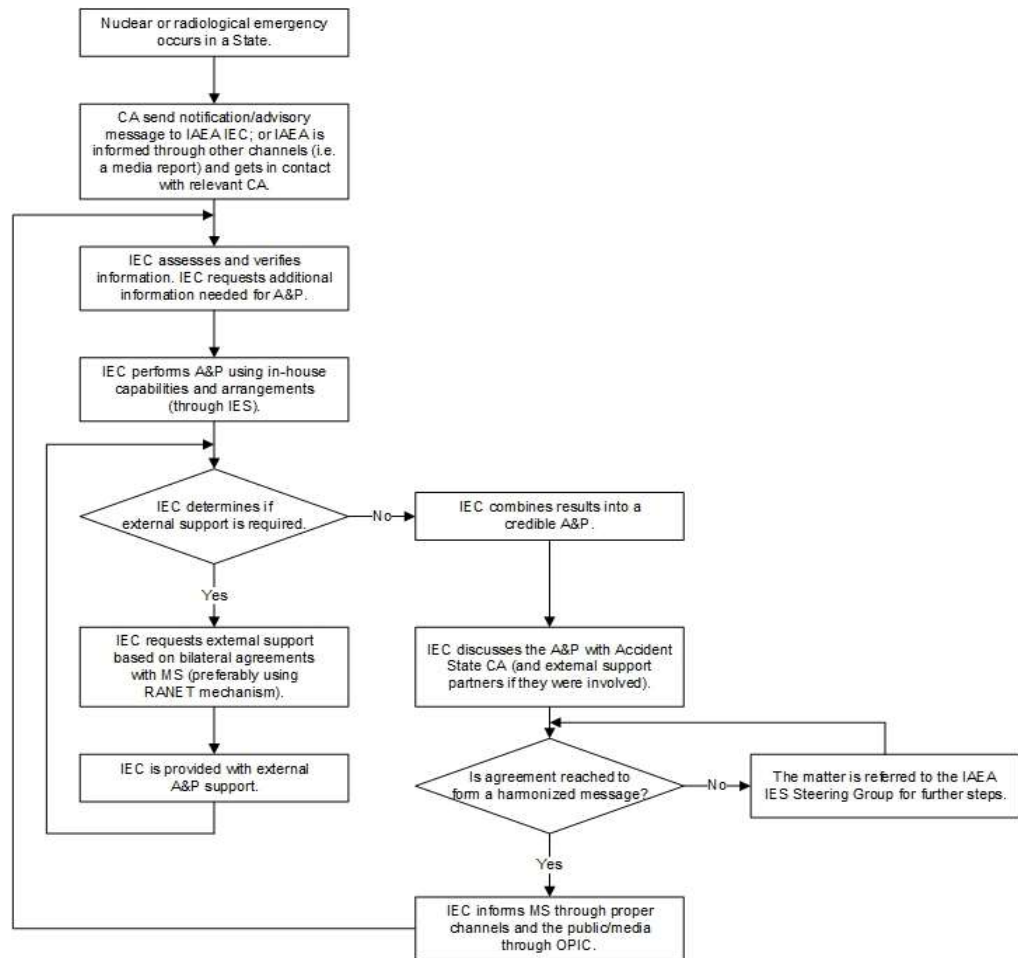 Nuclear or radiological emergency
occurs in a State.
CA send notification/advisory
message to IAEA IEC; or IAEA is
informed through other channels (i.e.
a media report) and gets in contact
with relevant CA.
IEC assesses and verifies
information. IEC requests additional
information needed for A&P.
IEC performs A&P using in-house
capabilities and arrangements
(through IES).
IEC determines if
external support is required.
No
IEC combines results into a
credible A&P.
Yes
IEC requests external support
based on bilateral agreements
with MS (preferably using
RANET mechanism).
IEC is provided with external
A&P support.
IEC discusses the A&P with Accident
State CA (and external support
partners if they were involved).
Is agreement reached to
form a harmonized message?
No
The matter is referred to the IAEA
IES Steering Group for further steps.
Yes
IEC informs MS through proper
channels and the public/media
through OPIC.